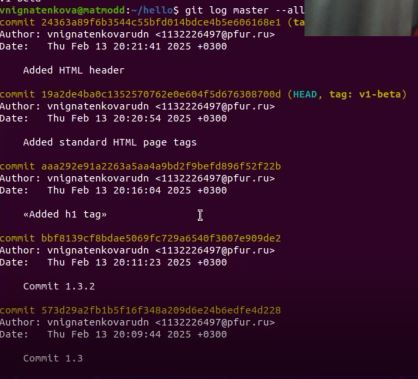 v1-beta
vnignatenkova@matmodd:~/hello$ git log master --all
commit 24363a89f6b3544c55bfd014bdce4b5e606168e1 (ta
Author: vnignatenkovarudn <1132226497@pfur.ru>
Date:   Thu Feb 13 20:21:41 2025 +0300
Added HTML header
commit 19a2de4ba0c1352570762e0e604f5d676308700d (HEAD, tag: v1-beta)
Author: vnignatenkovarudn <1132226497@pfur.ru>
Date:   Thu Feb 13 20:20:54 2025 +0300
Added standard HTML page tags
commit aaa292e91a2263a5aa4a9bd2f9befd896f52f22b
Author: vnignatenkovarudn <1132226497@pfur.ru>
Date:   Thu Feb 13 20:16:04 2025 +0300
«Added h1 tag»
commit bbf8139cf8bdae5069fc729a6540f3007e909de2
Author: vnignatenkovarudn <1132226497@pfur.ru>
Date:   Thu Feb 13 20:11:23 2025 +0300
Commit 1.3.2
commit 573d29a2fb1b5f16f348a209d6e24b6edfe4d228
Author: vnignatenkovarudn <1132226497@pfur.ru>
Date:   Thu Feb 13 20:09:44 2025 +0300
Commit 1.3